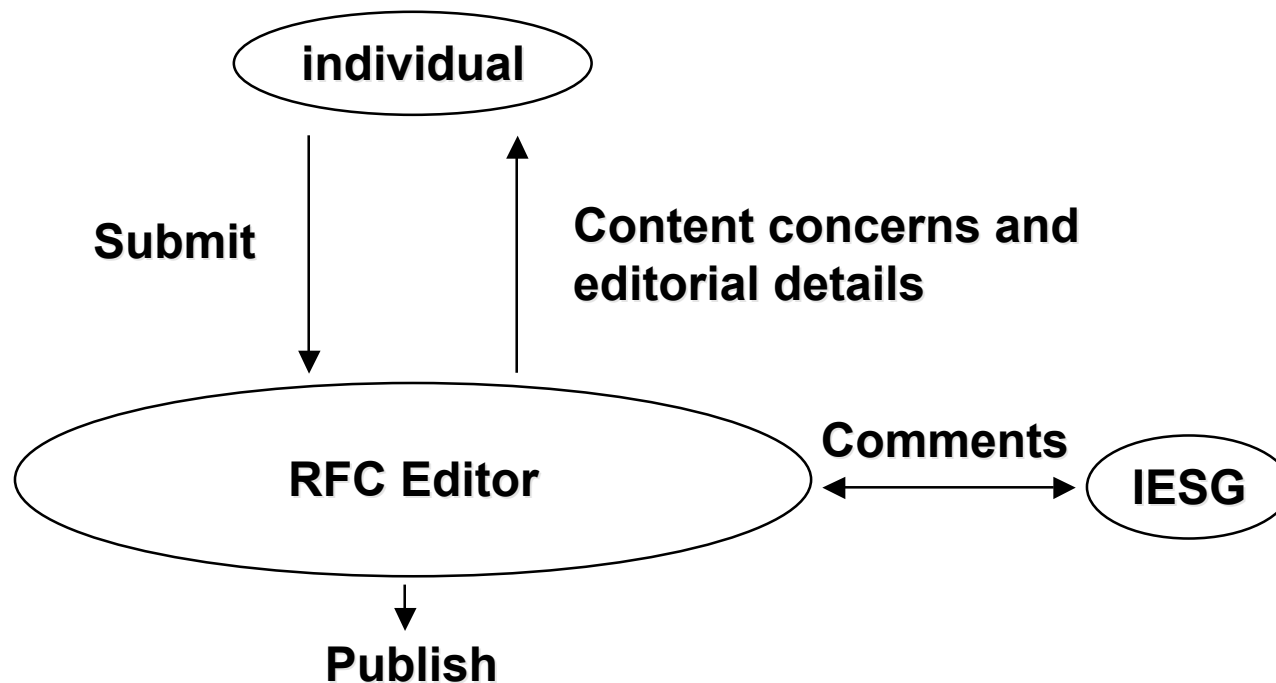 individual
Submit
Content concerns and
editorial details
Comments
RFC Editor
IESG
Publish